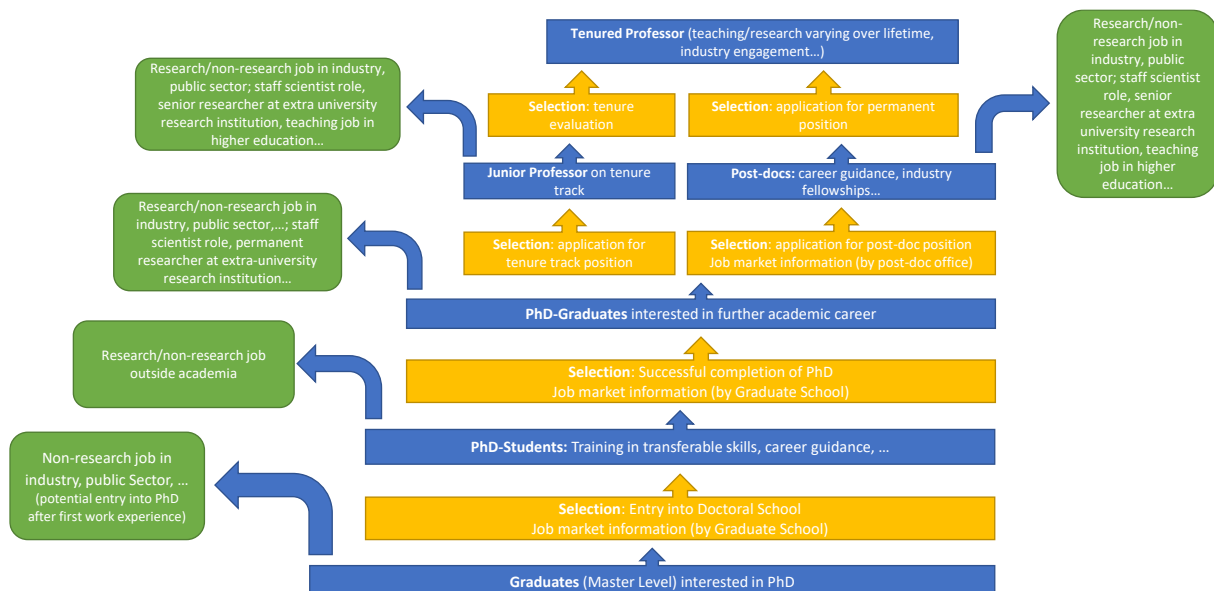 Tenured Professor (teaching/research varying over lifetime,
industry engagement…)
Research/non-
research job in
industry, public
sector; staff scientist
role, senior
researcher at extra
university research
institution, teaching
job in higher
education…
Research/non-research job in industry,
public sector; staff scientist role,
senior researcher at extra university
research institution, teaching job in
higher education…
Selection: tenure
evaluation
Selection: application for permanent
position
Junior Professor on tenure
track
Post-docs: career guidance, industry
fellowships…
Research/non-research job in
industry, public sector,…; staff
scientist role, permanent
researcher at extra-university
research institution…
Selection: application for
tenure track position
Selection: application for post-doc position
Job market information (by post-doc office)
PhD-Graduates interested in further academic career
Research/non-research job
outside academia
Selection: Successful completion of PhD
Job market information (by Graduate School)
PhD-Students: Training in transferable skills, career guidance, …
Non-research job in
industry, public Sector, …
(potential entry into PhD
after first work experience)
Selection: Entry into Doctoral School
Job market information (by Graduate School)
Graduates (Master Level) interested in PhD